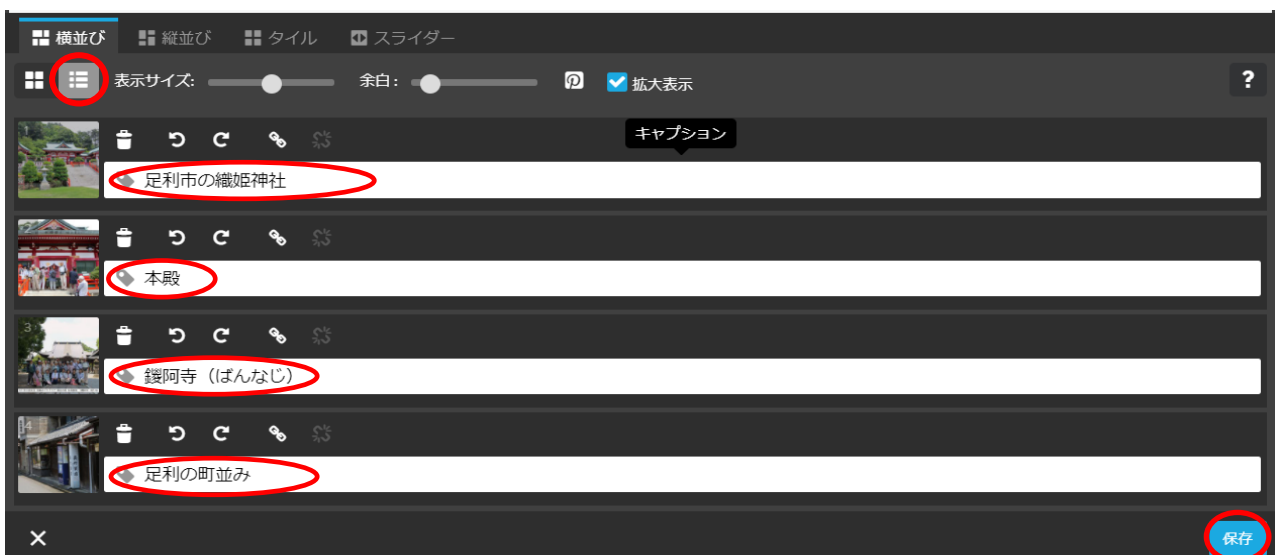 横並び 縦並び タイル スライダー
表示サイズ: 余白: 拡大表示 ?
キャプション
足利市の織姫神社
本殿
3
鑁阿寺（ばんなじ）
4
足利の町並み
保存